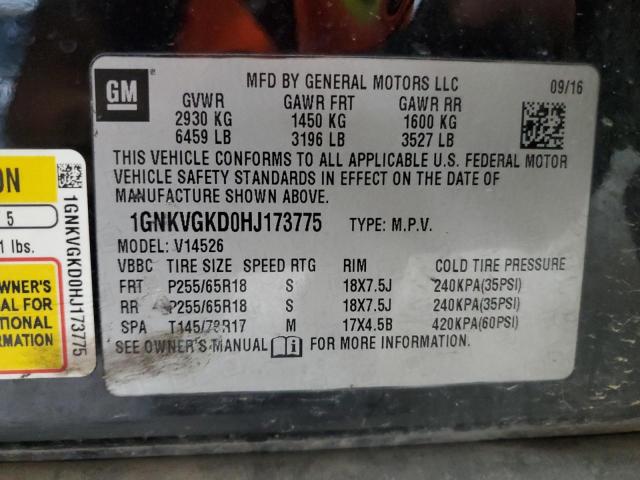 GM
MFD BY GENERAL MOTORS LLC
09/16
GVWR GAWR FRT GAWR RR
2930 KG 1450 KG 1600 KG
6459 LB 3196 LB 3527 LB
THIS VEHICLE CONFORMS TO ALL APPLICABLE U.S. FEDERAL MOTOR
VEHICLE SAFETY STANDARDS IN EFFECT ON THE DATE OF
MANUFACTURE SHOWN ABOVE.
1GNKVGKD0HJ173775 TYPE: M.P.V.
MODEL: V14526
VBBC TIRE SIZE SPEED RTG RIM COLD TIRE PRESSURE
FRT P255/65R18 S 18X7.5J 240KPA(35PSI)
RR P255/65R18 S 18X7.5J 240KPA(35PSI)
SPA T145/70R17 M 17X4.5B 420KPA(60PSI)
SEE OWNER'S MANUAL i FOR MORE INFORMATION.
ON
5
1 lbs.
WNER'S
AL FOR
TIONAL
MATION
1GNKVGKD0HJ173775